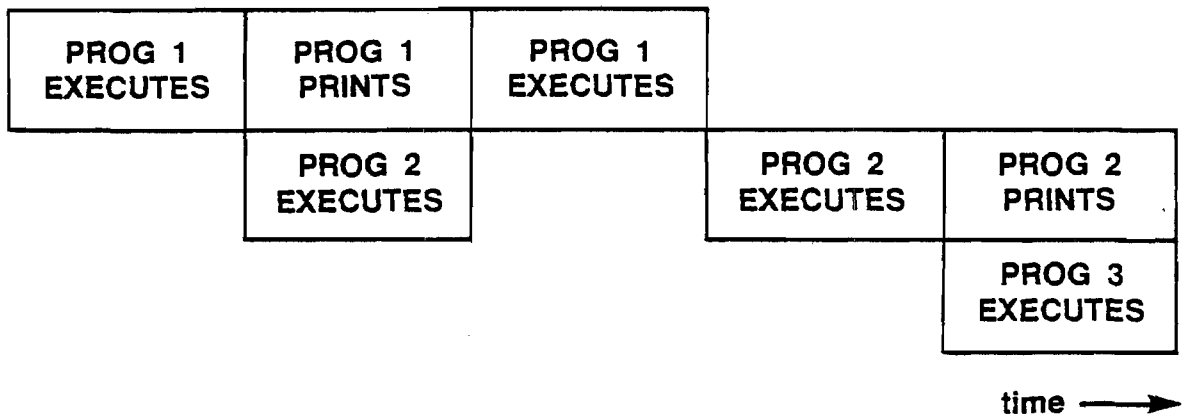 PROG 1
EXECUTES
PROG 1
PRINTS
PROG 1
EXECUTES
PROG 2
EXECUTES
PROG 2
EXECUTES
PROG 2
PRINTS
PROG 3
EXECUTES
time